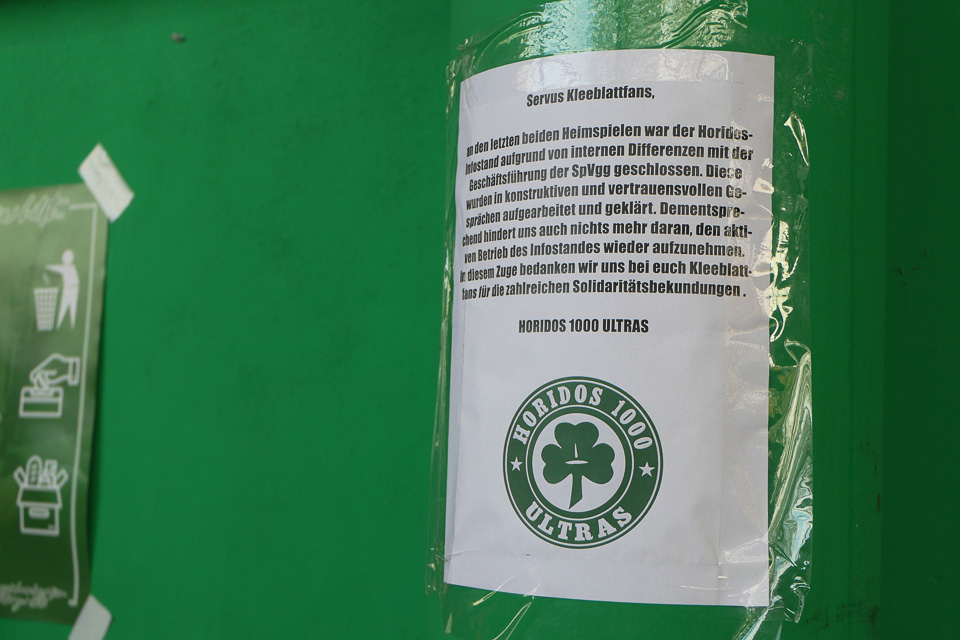 Servus Kleeblattfans,
an den letzten beiden Heimspielen war der Horidos-
Infostand aufgrund von internen Differenzen mit der
Geschäftsführung der SpVgg geschlossen. Diese
wurden in konstruktiven und vertrauensvollen Ge-
sprächen aufgearbeitet und geklärt. Dementspre-
chend hindert uns auch nichts mehr daran, den akti-
ven Betrieb des Infostandes wieder aufzunehmen.
In diesem Zuge bedanken wir uns bei euch Kleeblatt-
fans für die zahlreichen Solidaritätsbekundungen .
HORIDOS 1000 ULTRAS
HORIDOS 1000
ULTRAS